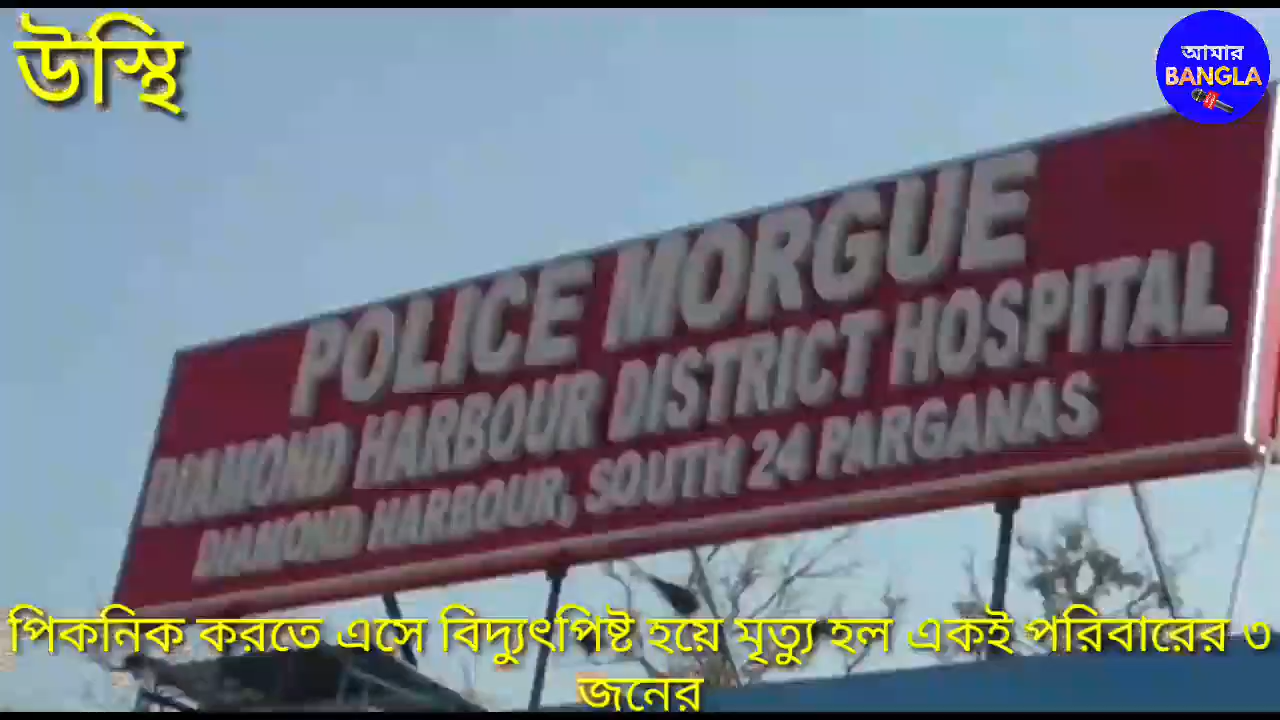 উস্থি
আমার
BANGLA
POLICE MORGUE
DIAMOND HARBOUR DISTRICT HOSPITAL
DIAMOND HARBOUR, SOUTH 24 PARGANAS
পিকনিক করতে এসে বিদ্যুৎপিষ্ট হয়ে মৃত্যু হল একই পরিবারের ৩
জনের